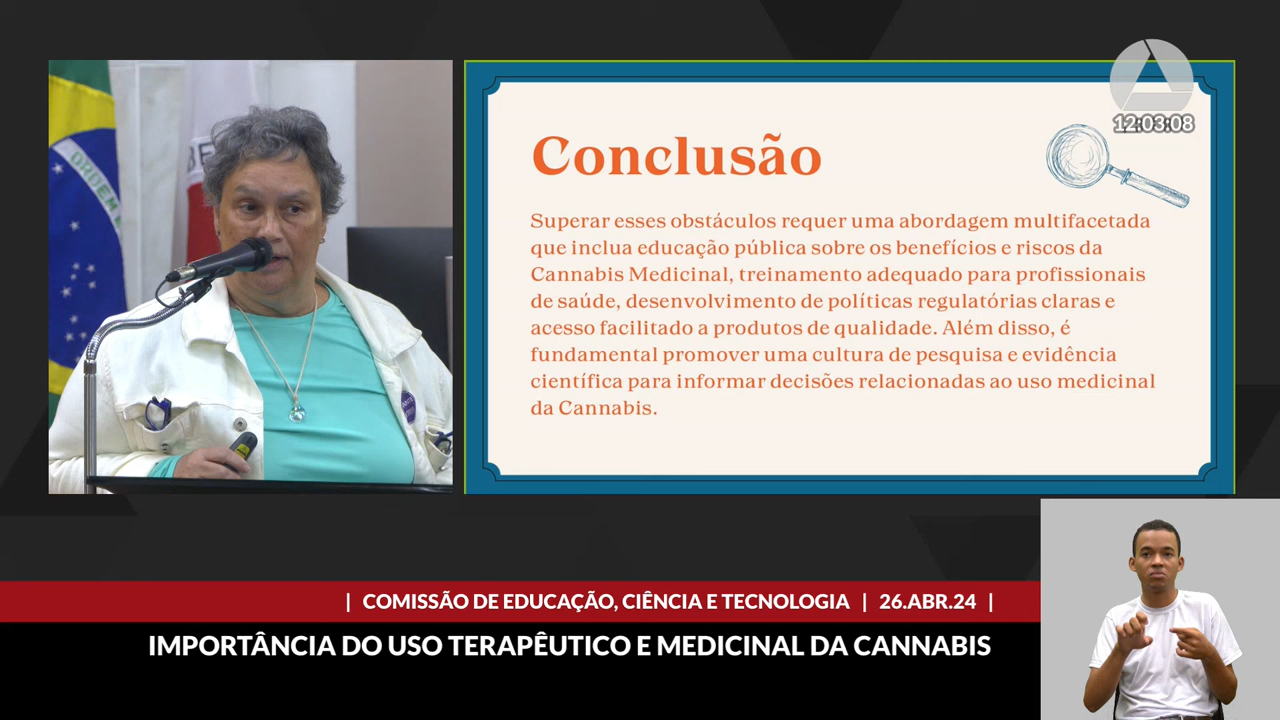 12:03:08
ORDEM E
BE
Conclusão
Superar esses obstáculos requer uma abordagem multifacetada
que inclua educação pública sobre os benefícios e riscos da
Cannabis Medicinal, treinamento adequado para profissionais
de saúde, desenvolvimento de políticas regulatórias claras e
acesso facilitado a produtos de qualidade. Além disso, é
fundamental promover uma cultura de pesquisa e evidência
científica para informar decisões relacionadas ao uso medicinal
da Cannabis.
| COMISSÃO DE EDUCAÇÃO, CIÊNCIA E TECNOLOGIA | 26.ABR.24 |
IMPORTÂNCIA DO USO TERAPÊUTICO E MEDICINAL DA CANNABIS